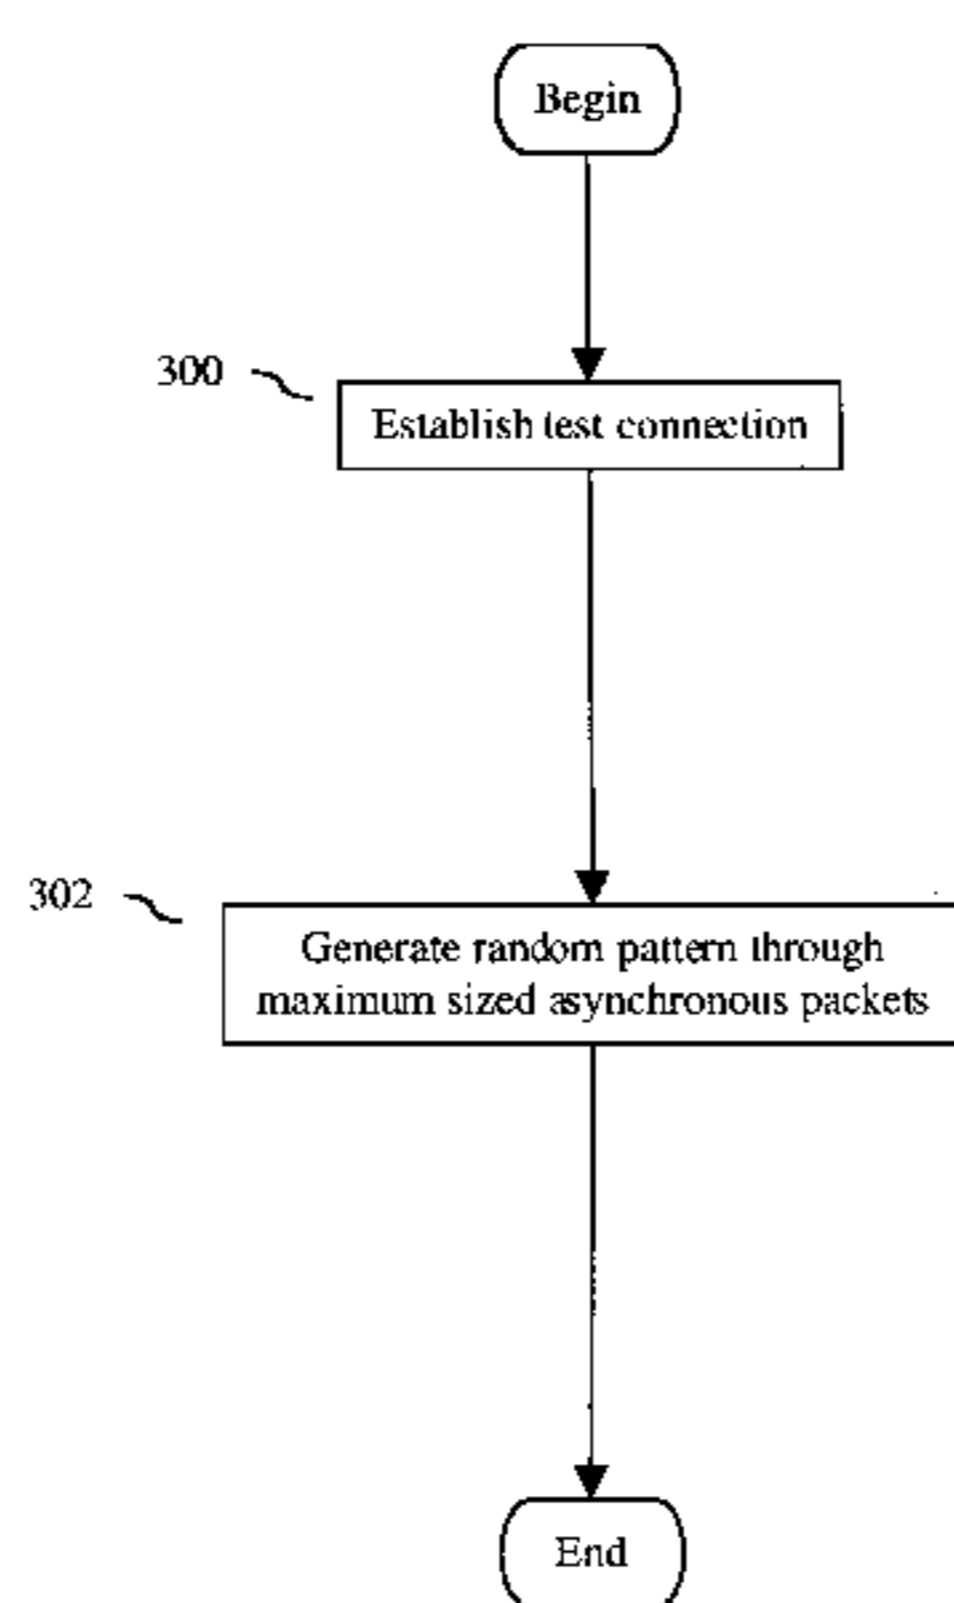 Begin
300
Establish test connection
302
Generate random pattern through
maximum sized asynchronous packets
End